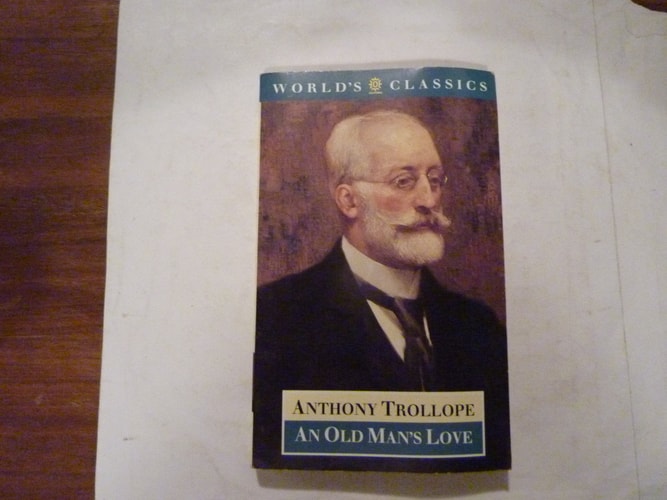 WORLD'S CLASSICS
ANTHONY TROLLOPE
AN OLD MAN'S LOVE